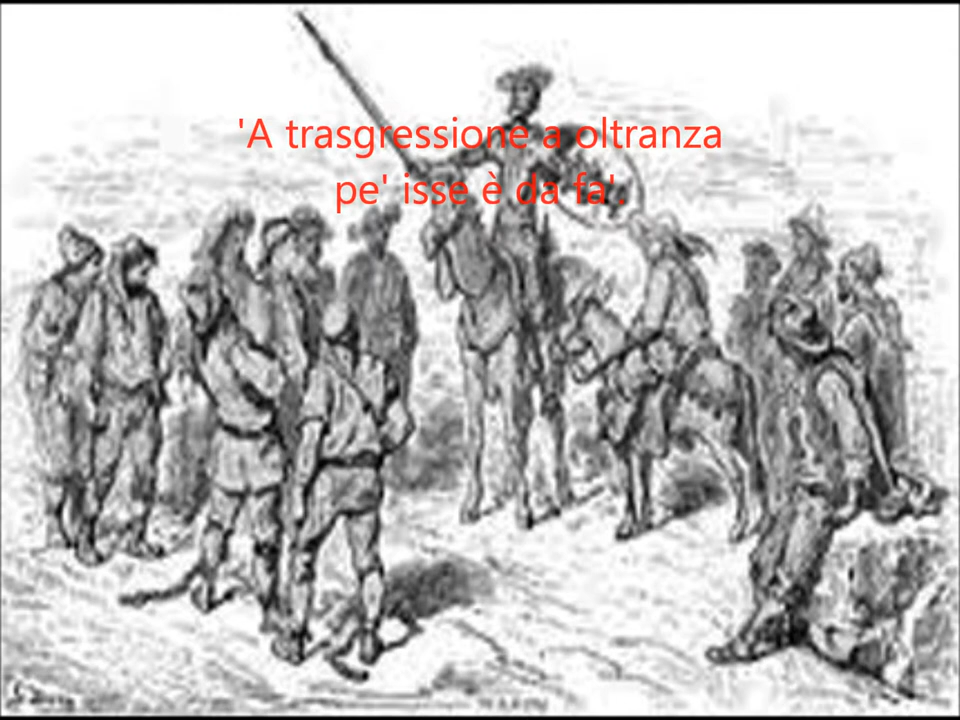 'A trasgressione a oltranza
pe' isse è da fa'.